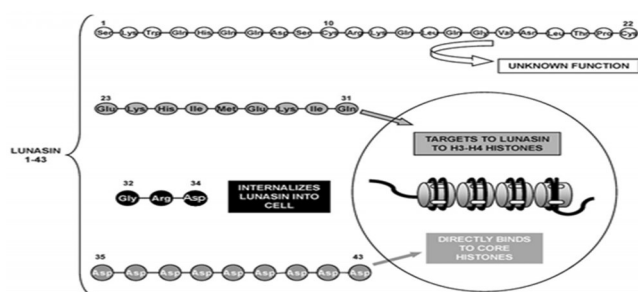 1 10 22
Ser Lys Trp Gln His Gln Gln Asp Ser Cys Arg Lys Gln Leu Gln Gly Val Asn Leu Thr Pro Cys
UNKNOWN FUNCTION
23 31
Glu Lys His Ile Met Glu Lys Ile Gln
LUNASIN
1-43
TARGETS TO LUNASIN
TO H3-H4 HISTONES
32 34
Gly Arg Asp
INTERNALIZES
LUNASIN INTO
CELL
DIRECTLY BINDS
TO CORE
HISTONES
35 43
Asp Asp Asp Asp Asp Asp Asp Asp Asp